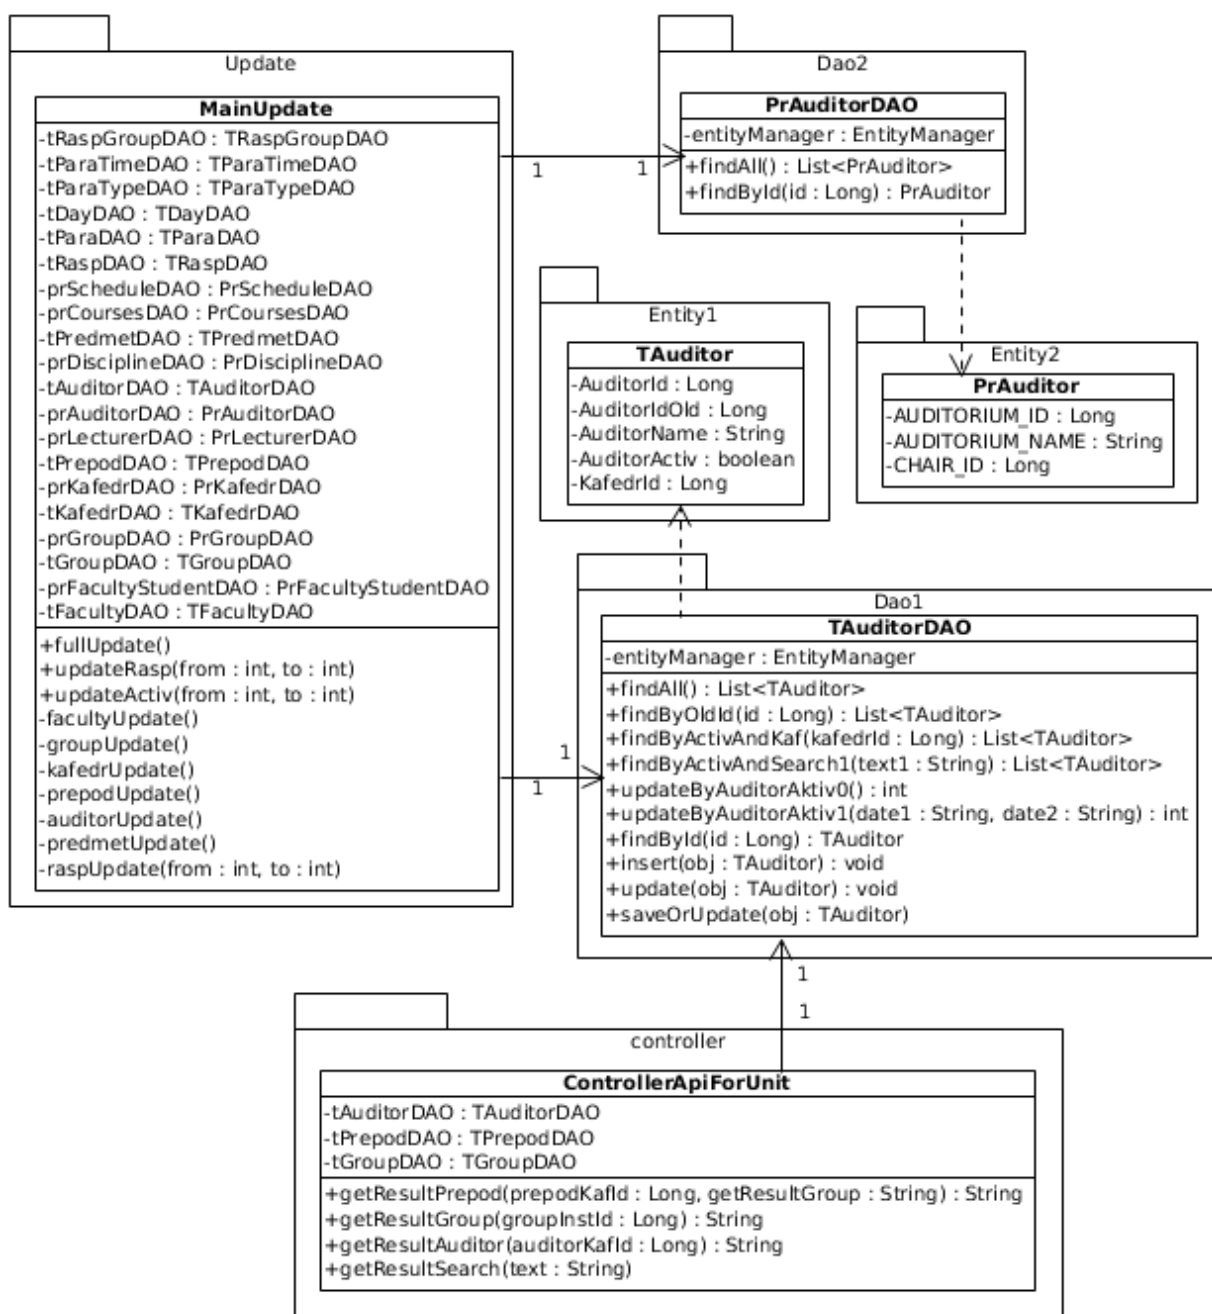 Update
MainUpdate
-tRaspGroupDAO : TRaspGroupDAO
-tParaTimeDAO : TParaTimeDAO
-tParaTypeDAO : TParaTypeDAO
-tDayDAO : TDayDAO
-tParaDAO : TParaDAO
-tRaspDAO : TRaspDAO
-prScheduleDAO : PrScheduleDAO
-prCoursesDAO : PrCoursesDAO
-tPredmetDAO : TPredmetDAO
-prDisciplineDAO : PrDisciplineDAO
-tAuditorDAO : TAuditorDAO
-prAuditorDAO : PrAuditorDAO
-prLecturerDAO : PrLecturerDAO
-tPrepodDAO : TPrepodDAO
-prKafedrDAO : PrKafedrDAO
-tKafedrDAO : TKafedrDAO
-prGroupDAO : PrGroupDAO
-tGroupDAO : TGroupDAO
-prFacultyStudentDAO : PrFacultyStudentDAO
-tFacultyDAO : TFacultyDAO
+fullUpdate()
+updateRasp(from : int, to : int)
+updateActiv(from : int, to : int)
-facultyUpdate()
-groupUpdate()
-kafedrUpdate()
-prepodUpdate()
-auditorUpdate()
-predmetUpdate()
-raspUpdate(from : int, to : int)
1
1
Dao2
PrAuditorDAO
-entityManager : EntityManager
+findAll() : List<PrAuditor>
+findById(id : Long) : PrAuditor
Entity1
TAuditor
-AuditorId : Long
-AuditorIdOld : Long
-AuditorName : String
-AuditorActiv : boolean
-KafedrId : Long
Entity2
PrAuditor
-AUDITORIUM_ID : Long
-AUDITORIUM_NAME : String
-CHAIR_ID : Long
1
1
Dao1
TAuditorDAO
-entityManager : EntityManager
+findAll() : List<TAuditor>
+findByOldId(id : Long) : List<TAuditor>
+findByActivAndKaf(kafedrId : Long) : List<TAuditor>
+findByActivAndSearch1(text1 : String) : List<TAuditor>
+updateByAuditorAktiv0() : int
+updateByAuditorAktiv1(date1 : String, date2 : String) : int
+findById(id : Long) : TAuditor
+insert(obj : TAuditor) : void
+update(obj : TAuditor) : void
+saveOrUpdate(obj : TAuditor)
1
1
controller
ControllerApiForUnit
-tAuditorDAO : TAuditorDAO
-tPrepodDAO : TPrepodDAO
-tGroupDAO : TGroupDAO
+getResultPrepod(prepodKafId : Long, getResultGroup : String) : String
+getResultGroup(groupInstId : Long) : String
+getResultAuditor(auditorKafId : Long) : String
+getResultSearch(text : String)